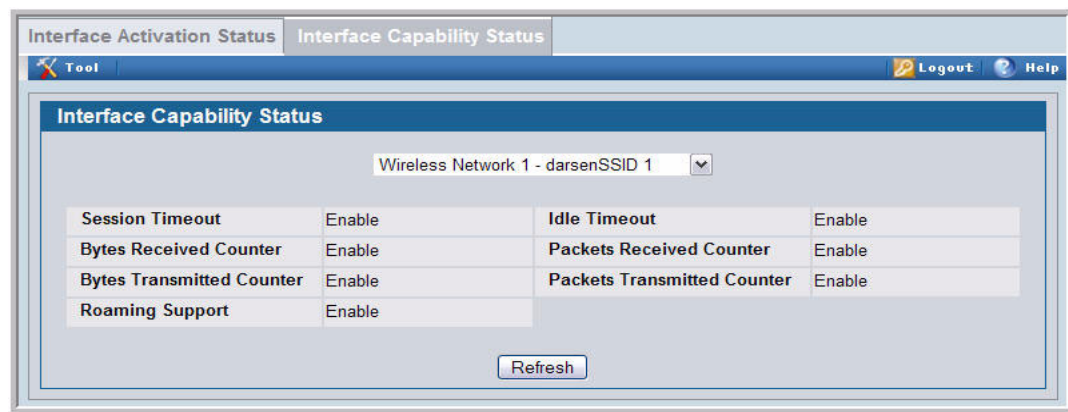 Interface Activation Status Interface Capability Status
Tool Logout Help
Interface Capability Status
Wireless Network 1 - darsenSSID 1
Session Timeout Enable Idle Timeout Enable
Bytes Received Counter Enable Packets Received Counter Enable
Bytes Transmitted Counter Enable Packets Transmitted Counter Enable
Roaming Support Enable
Refresh